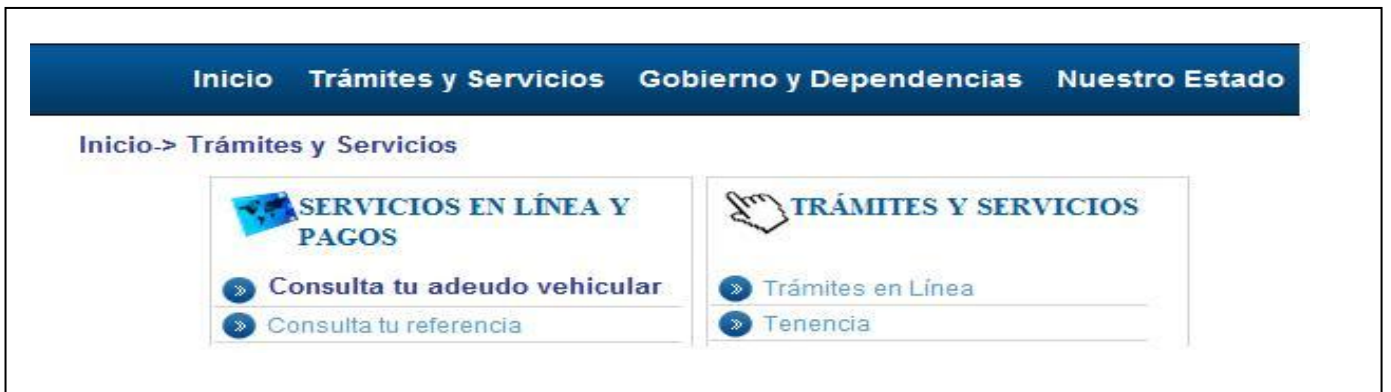 Inicio Trámites y Servicios Gobierno y Dependencias Nuestro Estado
Inicio-> Trámites y Servicios
SERVICIOS EN LÍNEA Y
PAGOS
Consulta tu adeudo vehicular
Consulta tu referencia
TRÁMITES Y SERVICIOS
Trámites en Línea
Tenencia